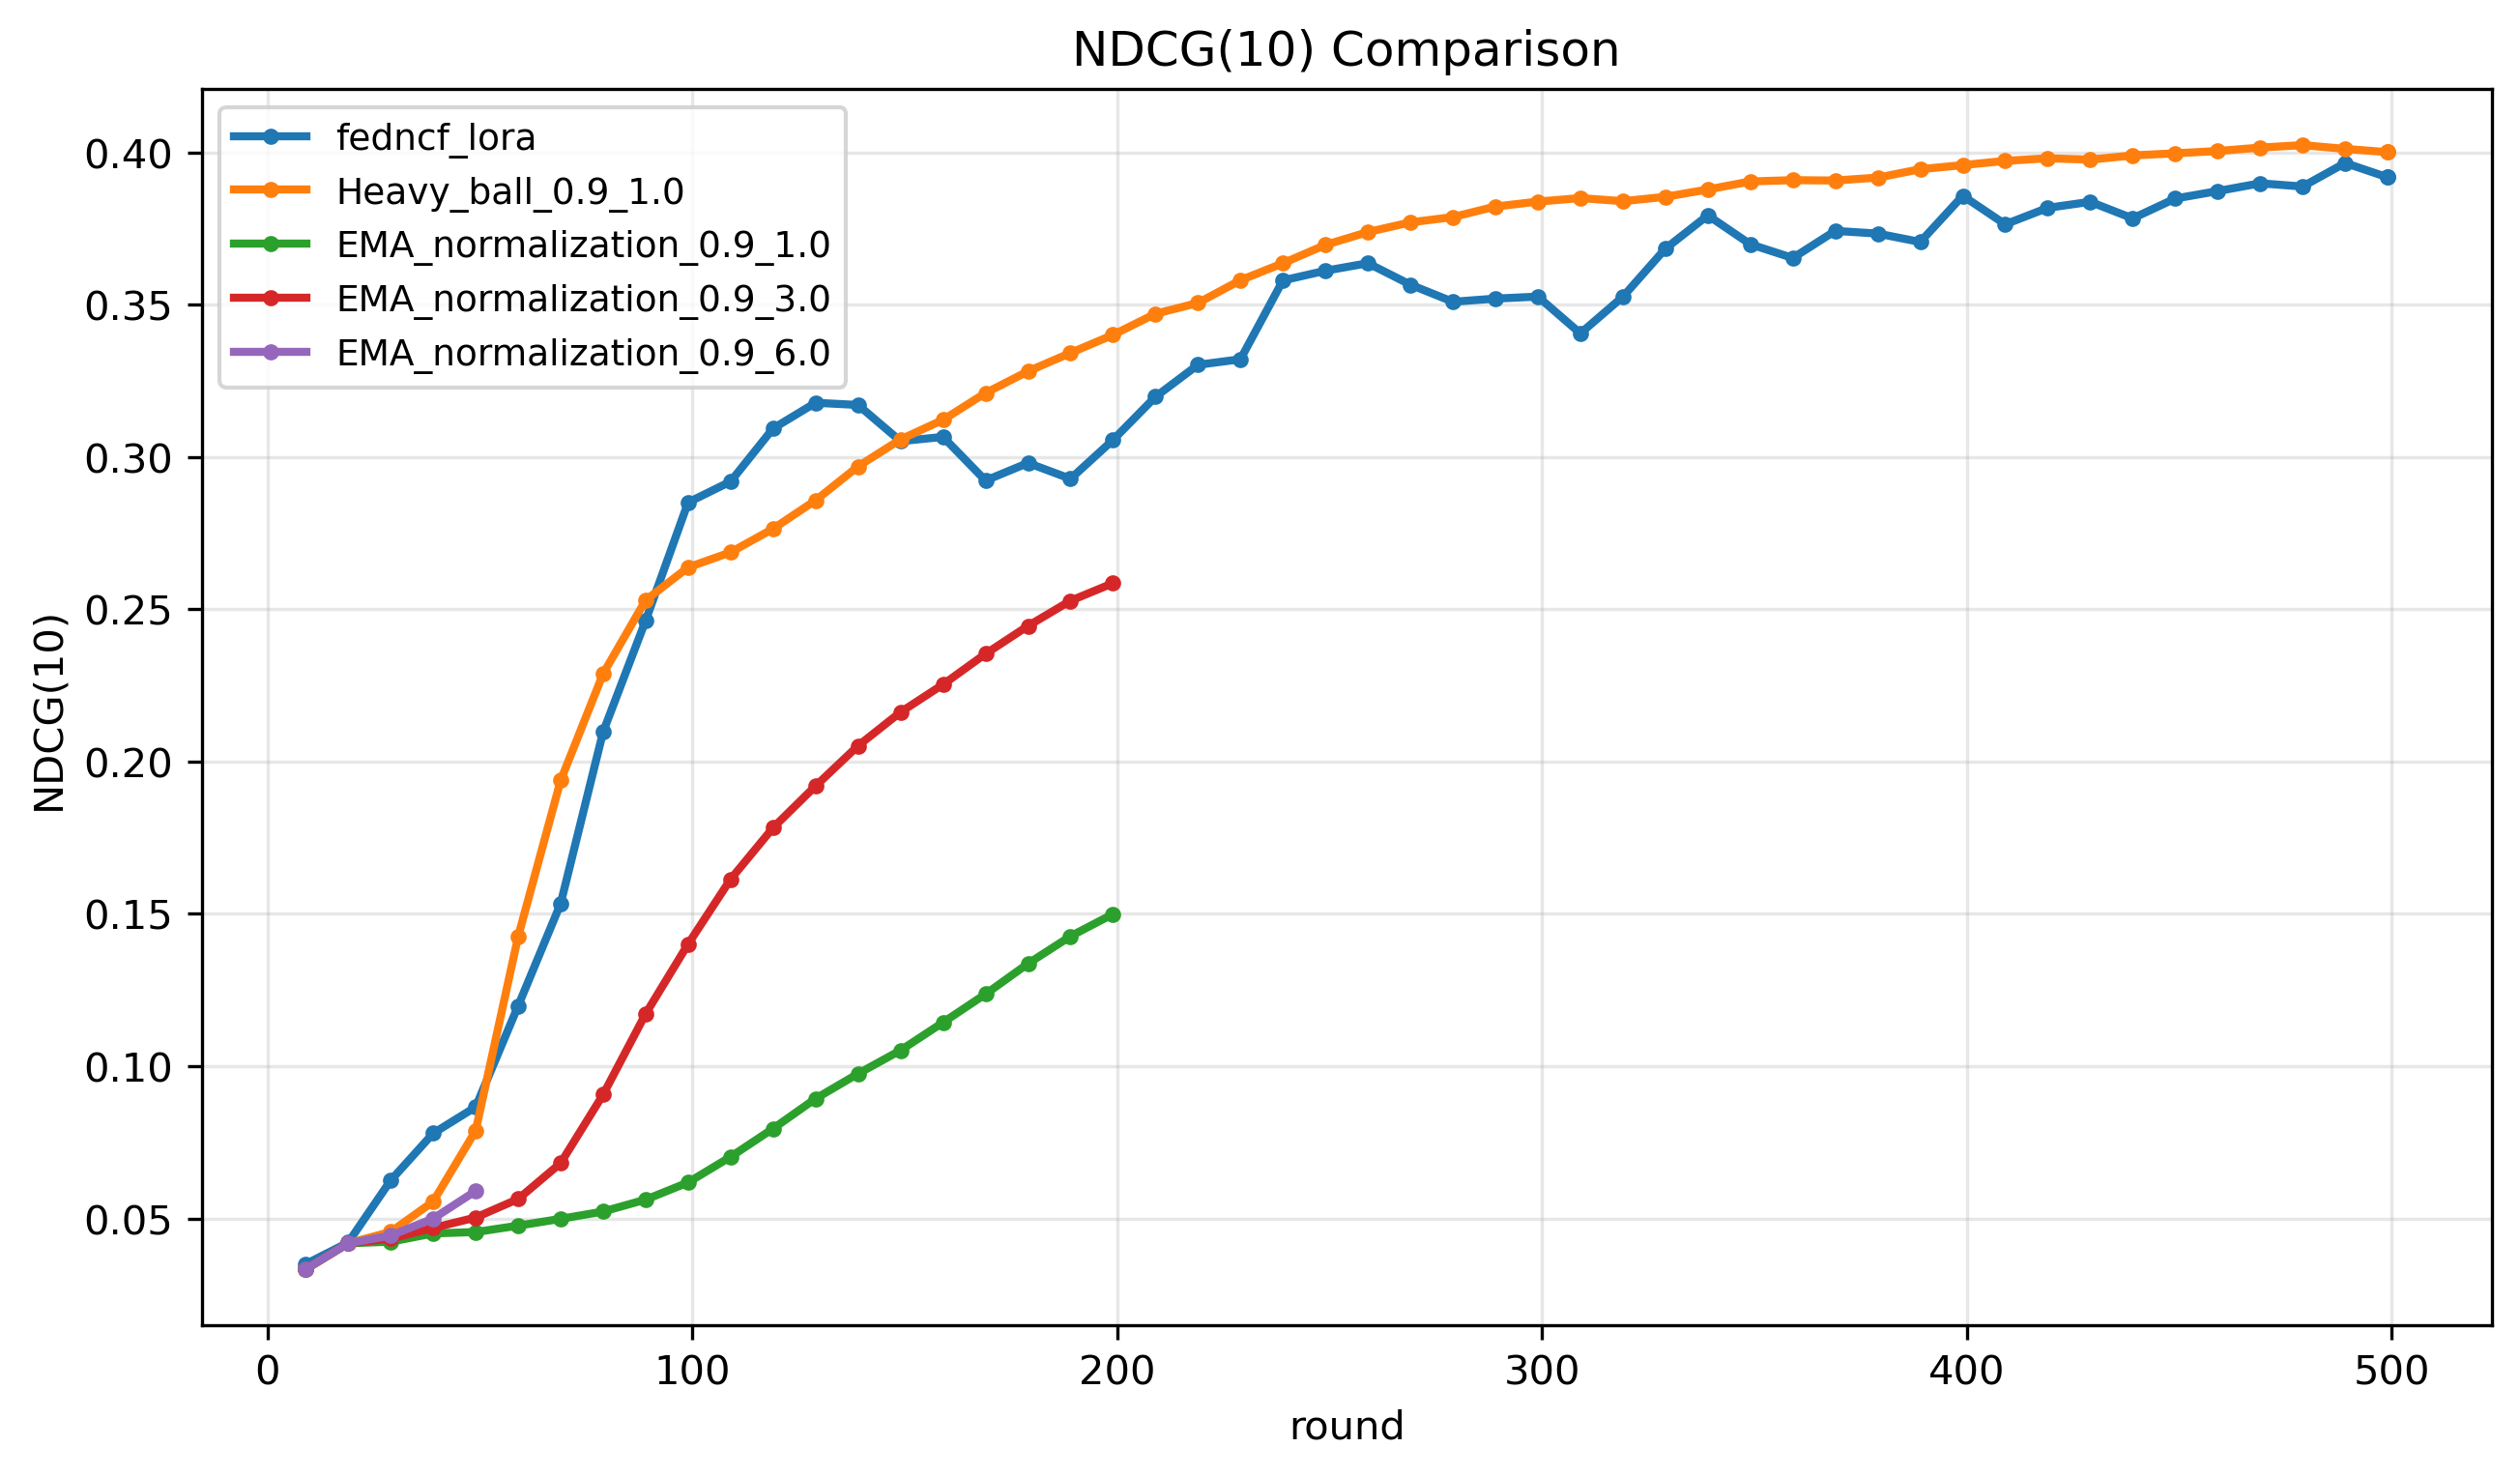 NDCG(10) Comparison
fedncf_lora
Heavy_ball_0.9_1.0
EMA_normalization_0.9_1.0
EMA_normalization_0.9_3.0
EMA_normalization_0.9_6.0
NDCG(10)
0.40
0.35
0.30
0.25
0.20
0.15
0.10
0.05
0 100 200 300 400 500
round